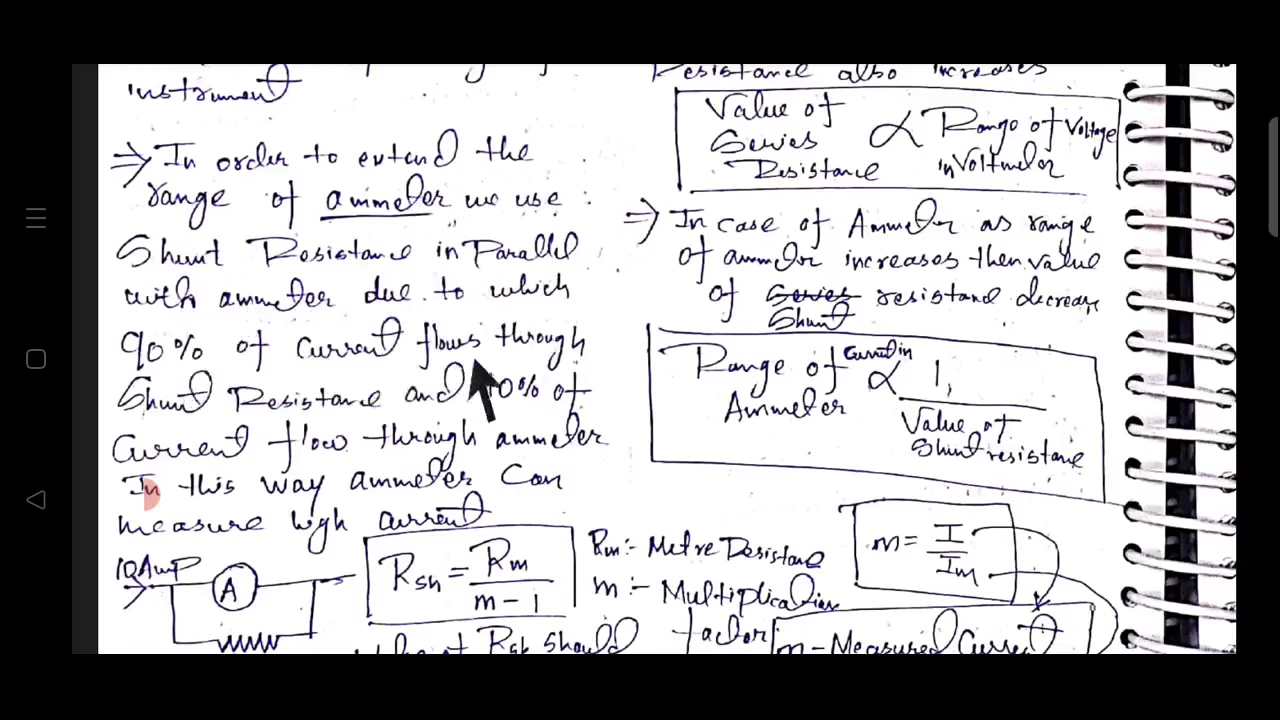 instrument
⇒ In order to extend the
range of ammeter we use
Shunt Resistance in Parallel
with ammeter due to which
90% of Current flows through
Shunt Resistance and 10% of
Current flow through ammeter
In this way ammeter Can
measure high current
10Amp
A
Rsh = Rm
m - 1
Rsh should
Resistance also increases
Value of
Series
Resistance
∝ Range of Voltage
in Voltmeter
⇒ In case of Ammeter as range
of ammeter increases then value
of Series resistance decrease
Shunt
Range of Current in
Ammeter
∝ 1
Value of
Shunt resistance
Rm :- Metre Resistance
m :- Multiplication
factor
m = I
Im
m - Measured Current